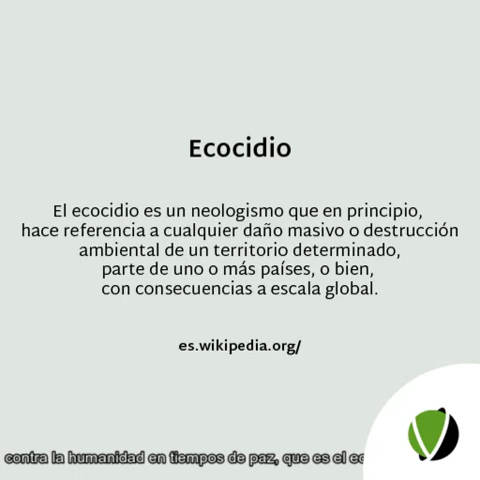 Ecocidio
El ecocidio es un neologismo que en principio,
hace referencia a cualquier daño masivo o destrucción
ambiental de un territorio determinado,
parte de uno o más países, o bien,
con consecuencias a escala global.
es.wikipedia.org/
contra la humanidad en tiempos de paz, que es el